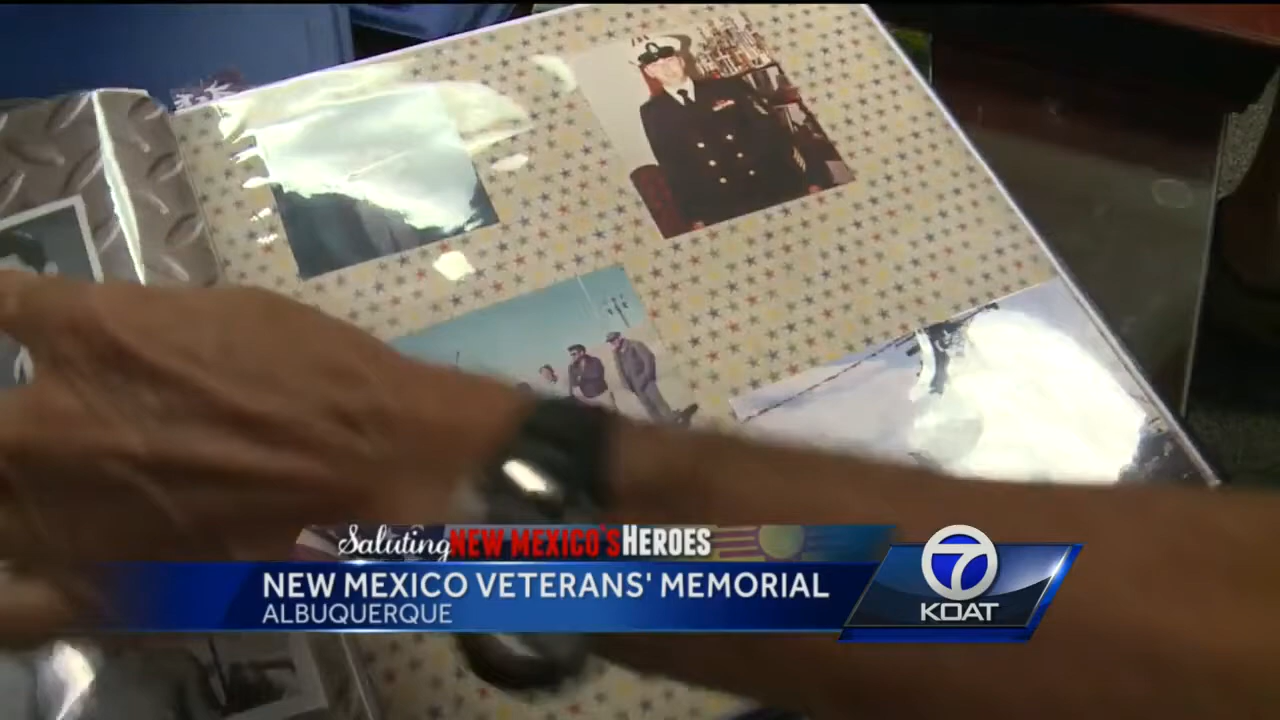 Saluting NEW MEXICO'S HEROES
NEW MEXICO VETERANS' MEMORIAL
ALBUQUERQUE
7
KOAT